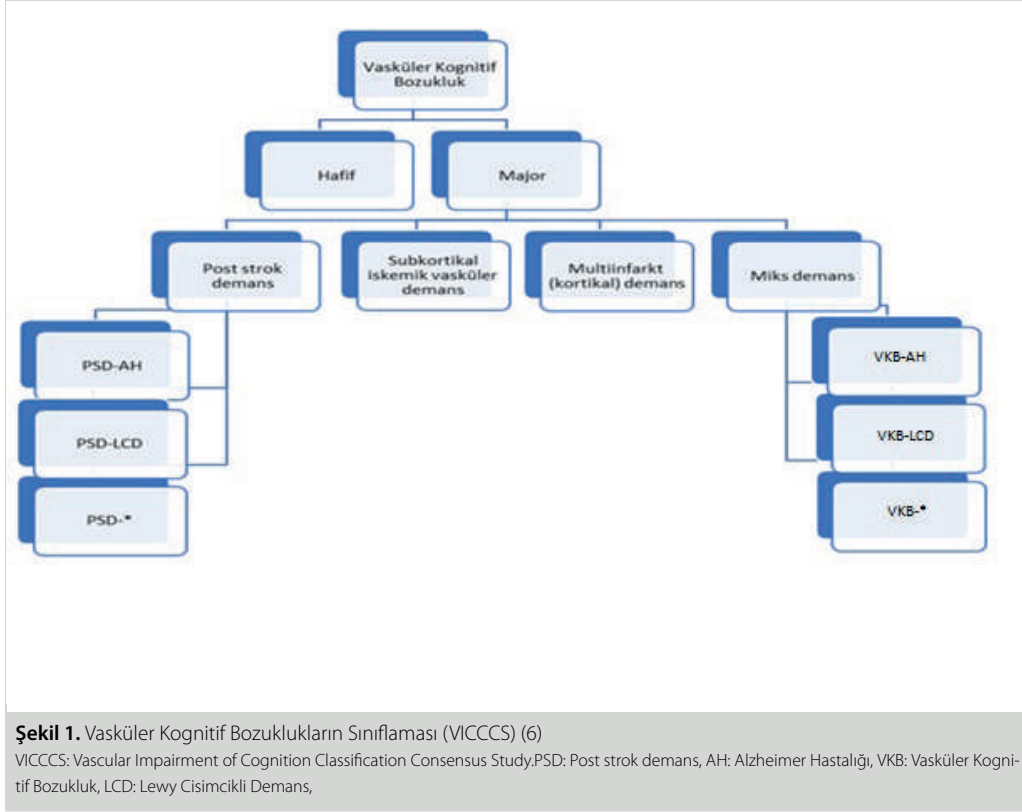 Vasküler Kognitif
Bozukluk
Hafif
Major
Post strok
demans
Subkortikal
iskemik vasküler
demans
Multiinfarkt
(kortikal) demans
Miks demans
PSD-AH
PSD-LCD
PSD-*
VKB-AH
VKB-LCD
VKB-*
Şekil 1. Vasküler Kognitif Bozuklukların Sınıflaması (VICCCS) (6)
VICCCS: Vascular Impairment of Cognition Classification Consensus Study.PSD: Post strok demans, AH: Alzheimer Hastalığı, VKB: Vasküler Kogni-
tif Bozukluk, LCD: Lewy Cisimcikli Demans,